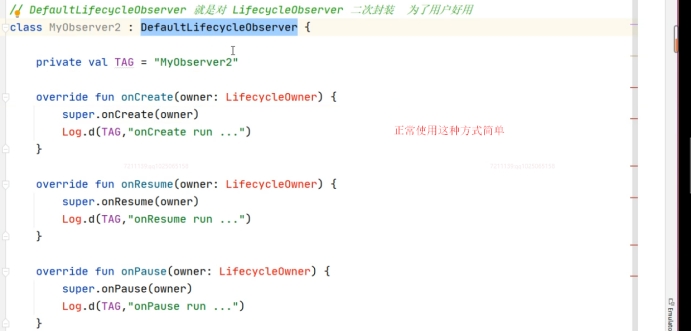 // DefaultLifecycleObserver 就是对 LifecycleObserver 二次封装 为了用户好用
class MyObserver2 : DefaultLifecycleObserver {
private val TAG = "MyObserver2"
override fun onCreate(owner: LifecycleOwner) {
super.onCreate(owner)
Log.d(TAG,"onCreate run ...")
正常使用这种方式简单
}
override fun onResume(owner: LifecycleOwner) {
super.onResume(owner)
Log.d(TAG,"onResume run ...")
}
override fun onPause(owner: LifecycleOwner) {
super.onPause(owner)
Log.d(TAG,"onPause run ...")
}
Emulato